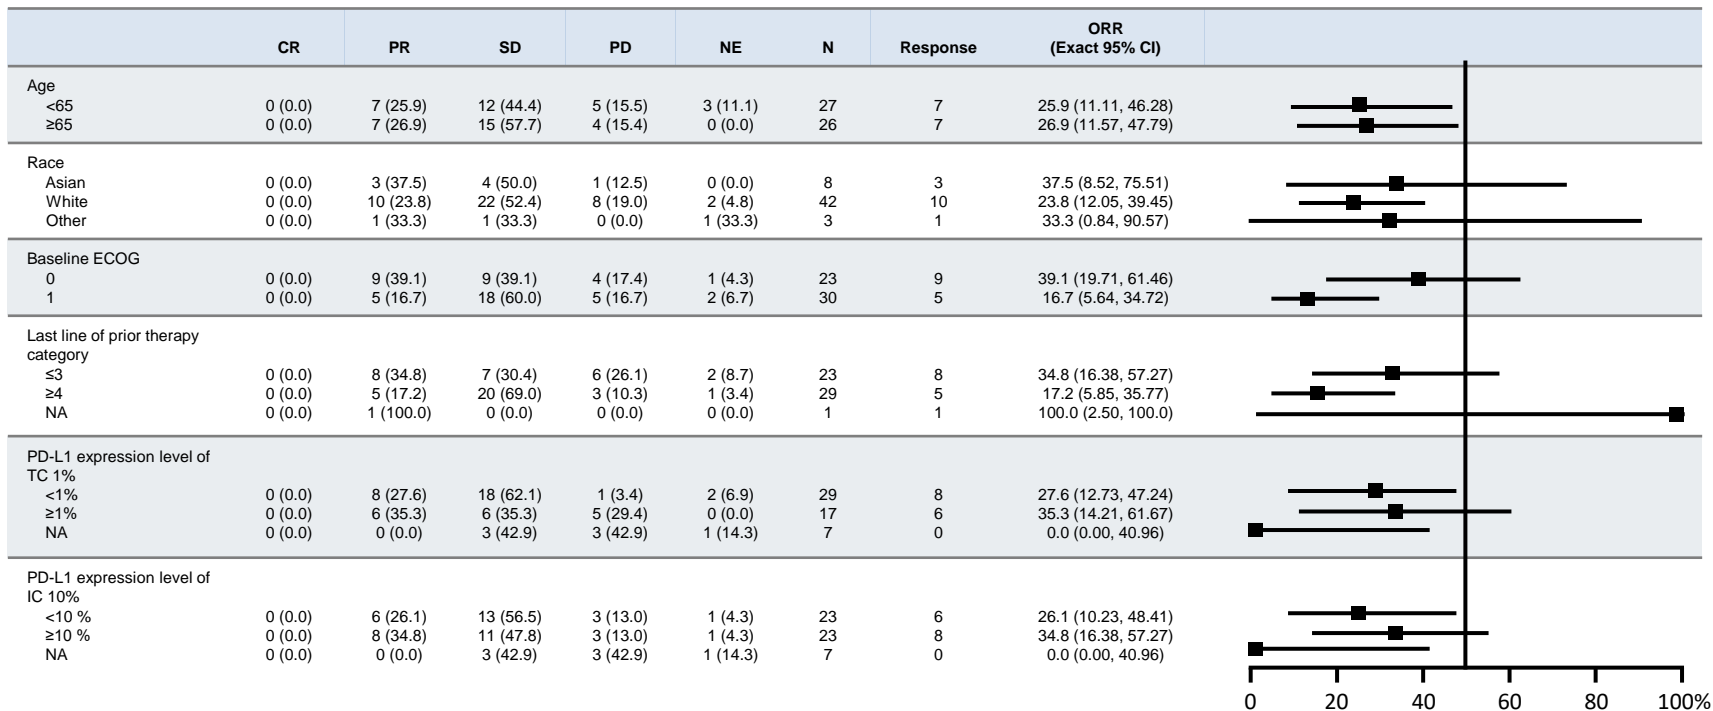 ORR
CR PR SD PD NE N Response (Exact 95% CI)
Age
<65 0 (0.0) 7 (25.9) 12 (44.4) 5 (15.5) 3 (11.1) 27 7 25.9 (11.11, 46.28)
≥65 0 (0.0) 7 (26.9) 15 (57.7) 4 (15.4) 0 (0.0) 26 7 26.9 (11.57, 47.79)
Race
Asian 0 (0.0) 3 (37.5) 4 (50.0) 1 (12.5) 0 (0.0) 8 3 37.5 (8.52, 75.51)
White 0 (0.0) 10 (23.8) 22 (52.4) 8 (19.0) 2 (4.8) 42 10 23.8 (12.05, 39.45)
Other 0 (0.0) 1 (33.3) 1 (33.3) 0 (0.0) 1 (33.3) 3 1 33.3 (0.84, 90.57)
Baseline ECOG
0 0 (0.0) 9 (39.1) 9 (39.1) 4 (17.4) 1 (4.3) 23 9 39.1 (19.71, 61.46)
1 0 (0.0) 5 (16.7) 18 (60.0) 5 (16.7) 2 (6.7) 30 5 16.7 (5.64, 34.72)
Last line of prior therapy
category
≤3 0 (0.0) 8 (34.8) 7 (30.4) 6 (26.1) 2 (8.7) 23 8 34.8 (16.38, 57.27)
≥4 0 (0.0) 5 (17.2) 20 (69.0) 3 (10.3) 1 (3.4) 29 5 17.2 (5.85, 35.77)
NA 0 (0.0) 1 (100.0) 0 (0.0) 0 (0.0) 0 (0.0) 1 1 100.0 (2.50, 100.0)
PD-L1 expression level of
TC 1%
<1% 0 (0.0) 8 (27.6) 18 (62.1) 1 (3.4) 2 (6.9) 29 8 27.6 (12.73, 47.24)
≥1% 0 (0.0) 6 (35.3) 6 (35.3) 5 (29.4) 0 (0.0) 17 6 35.3 (14.21, 61.67)
NA 0 (0.0) 0 (0.0) 3 (42.9) 3 (42.9) 1 (14.3) 7 0 0.0 (0.00, 40.96)
PD-L1 expression level of
IC 10%
<10 % 0 (0.0) 6 (26.1) 13 (56.5) 3 (13.0) 1 (4.3) 23 6 26.1 (10.23, 48.41)
≥10 % 0 (0.0) 8 (34.8) 11 (47.8) 3 (13.0) 1 (4.3) 23 8 34.8 (16.38, 57.27)
NA 0 (0.0) 0 (0.0) 3 (42.9) 3 (42.9) 1 (14.3) 7 0 0.0 (0.00, 40.96)
0 20 40 60 80 100%